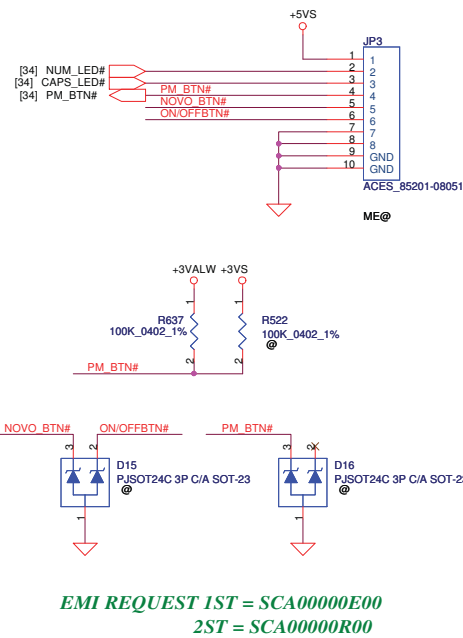 +5VS
JP3
[34] NUM_LED#
[34] CAPS_LED#
[34] PM_BTN#
PM_BTN#
NOVO_BTN#
ON/OFFBTN#
1 1
2 2
3 3
4 4
5 5
6 6
7 7
8 8
9 GND
10 GND
ACES_85201-08051
ME@
+3VALW +3VS
1 1
R637
100K_0402_1%
R522
100K_0402_1%
@
2 2
PM_BTN#
NOVO_BTN# ON/OFFBTN# PM_BTN#
3 2 3 2
D15
PJSOT24C 3P C/A SOT-23
@
D16
PJSOT24C 3P C/A SOT-2
@
1 1
EMI REQUEST 1ST = SCA00000E00
2ST = SCA00000R00